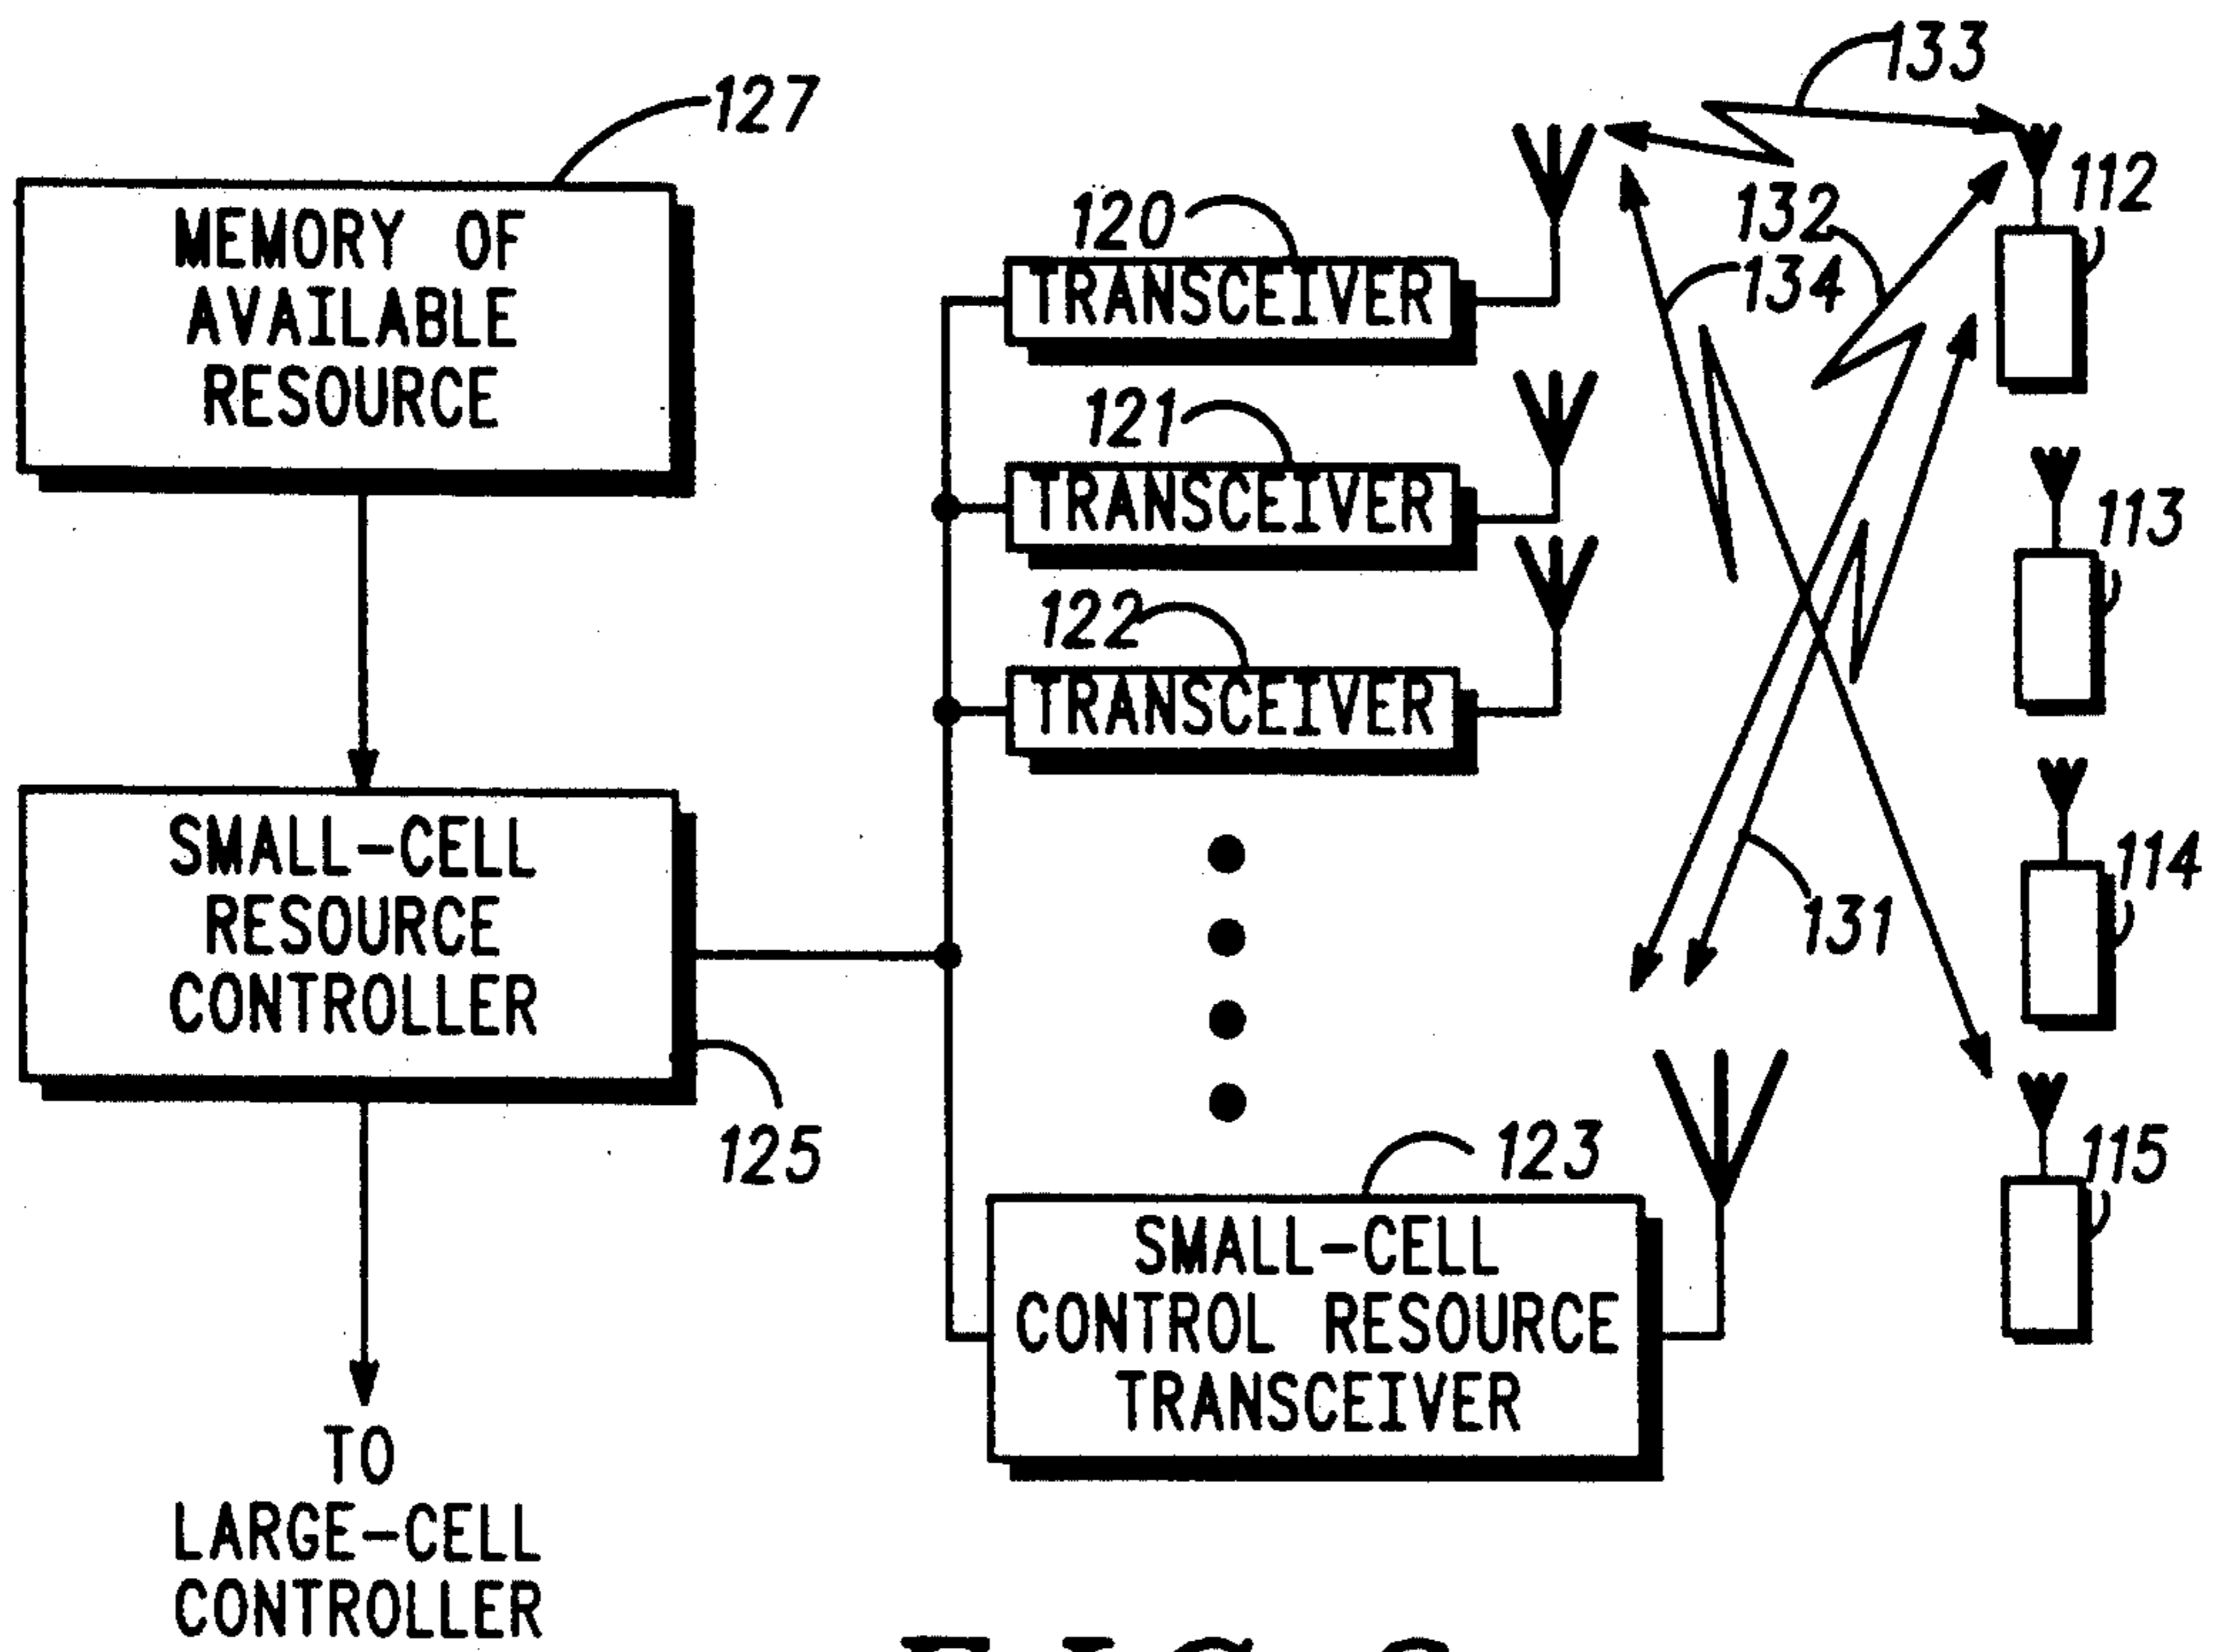 127
MEMORY OF
AVAILABLE
RESOURCE
SMALL-CELL
RESOURCE
CONTROLLER
125
TO
LARGE-CELL
CONTROLLER
120
TRANSCEIVER
121
TRANSCEIVER
122
TRANSCEIVER
123
SMALL-CELL
CONTROL RESOURCE
TRANSCEIVER
133
132
134
131
112
113
114
115